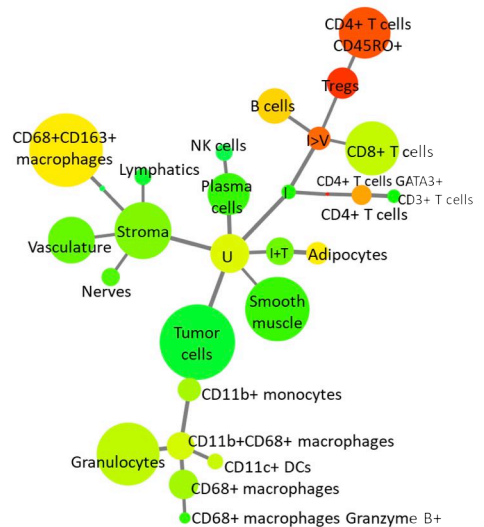 CD4+ T cells
CD45RO+
Tregs
B cells
I>V
CD8+ T cells
NK cells
CD68+CD163+
macrophages
Lymphatics
Plasma
cells
I
CD4+ T cells GATA3+
CD3+ T cells
CD4+ T cells
Stroma
Vasculature
U
I+T
Adipocytes
Nerves
Smooth
muscle
Tumor
cells
CD11b+ monocytes
CD11b+CD68+ macrophages
Granulocytes
CD11c+ DCs
CD68+ macrophages
CD68+ macrophages Granzyme B+